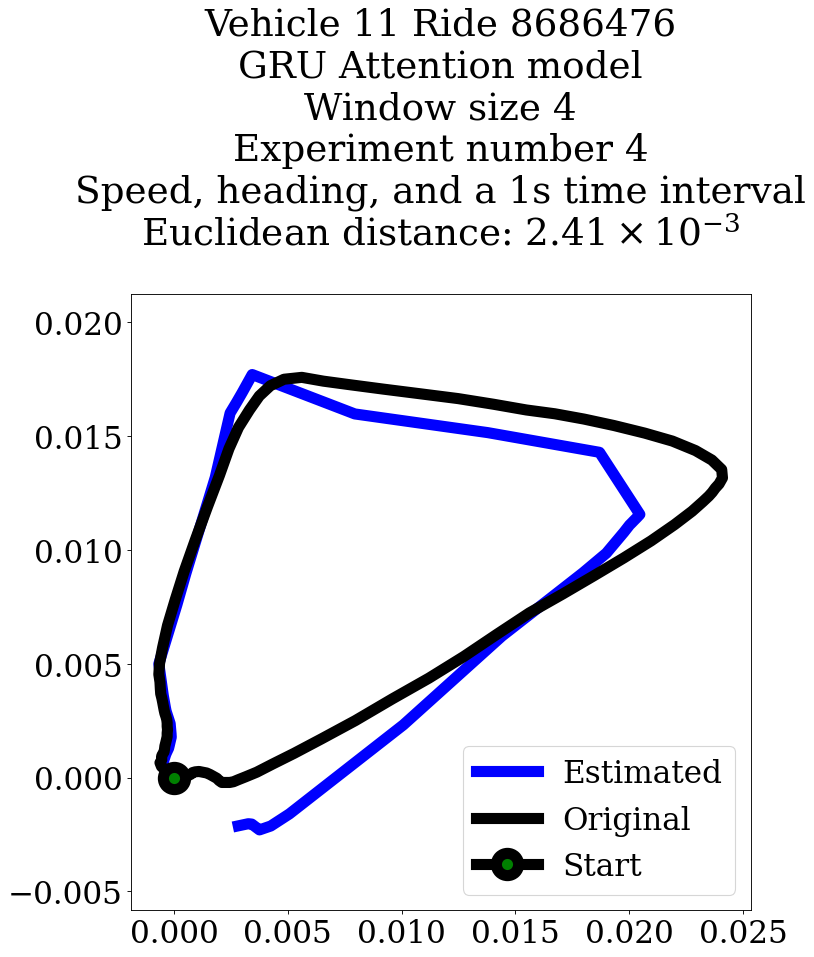 Vehicle 11 Ride 8686476
GRU Attention model
Window size 4
Experiment number 4
Speed, heading, and a 1s time interval
Euclidean distance: 2.41 × 10⁻³
0.020
0.015
0.010
0.005
0.000
−0.005
0.000 0.005 0.010 0.015 0.020 0.025
Estimated
Original
Start